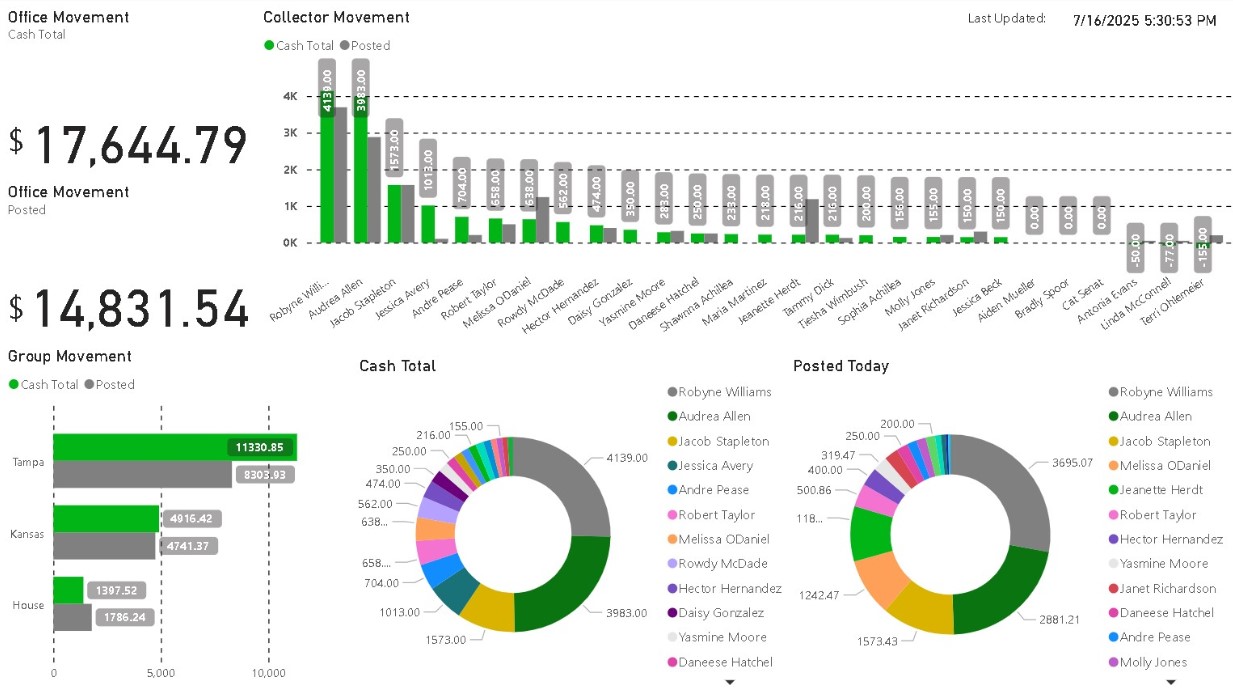 Office Movement
Cash Total
$ 17,644.79
Office Movement
Posted
$ 14,831.54
Collector Movement
Cash Total Posted
Last Updated: 7/16/2025 5:30:53 PM
4K
3K
2K
1K
0K
4139.00
3983.00
1573.00
1013.00
704.00
658.00
638.00
562.00
474.00
350.00
293.00
250.00
233.00
218.00
216.00
216.00
200.00
156.00
155.00
150.00
150.00
0.00
0.00
0.00
-50.00
-77.00
-155.00
Robyne Willi...
Audrea Allen
Jacob Stapleton
Jessica Avery
Andre Pease
Robert Taylor
Melissa ODaniel
Rowdy McDade
Hector Hernandez
Daisy Gonzalez
Yasmine Moore
Daneese Hatchel
Shawnna Achillea
Maria Martinez
Jeanette Herdt
Tammy Dick
Tiesha Wimbush
Sophia Achillea
Molly Jones
Janet Richardson
Jessica Beck
Aiden Mueller
Bradly Spoor
Cat Senat
Antonia Evans
Linda McConnell
Terri Ohlemeier
Group Movement
Cash Total Posted
Tampa
11330.85
8303.93
Kansas
4916.42
4741.37
House
1397.52
1786.24
0 5,000 10,000
Cash Total
155.00
216.00
250.00
350.00
474.00
562.00
638...
658....
704.00
1013.00
1573.00
3983.00
4139.00
Robyne Williams
Audrea Allen
Jacob Stapleton
Jessica Avery
Andre Pease
Robert Taylor
Melissa ODaniel
Rowdy McDade
Hector Hernandez
Daisy Gonzalez
Yasmine Moore
Daneese Hatchel
Posted Today
200.00
250.00
319.47
400.00
500.86
118...
1242.47
1573.43
2881.21
3695.07
Robyne Williams
Audrea Allen
Jacob Stapleton
Melissa ODaniel
Jeanette Herdt
Robert Taylor
Hector Hernandez
Yasmine Moore
Janet Richardson
Daneese Hatchel
Andre Pease
Molly Jones